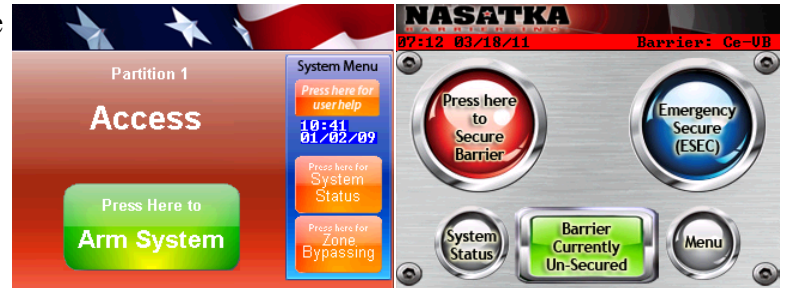 e
Partition 1
Access
Press Here to
Arm System
System Menu
Press here for
user help
10:41
01/02/09
Press here for
System
Status
Press here for
Zone
Bypassing
NASATKA
BARRIER INC
07:12 03/18/11 Barrier: Ce-VB
Press here
to
Secure
Barrier
Emergency
Secure
(ESEC)
System
Status
Barrier
Currently
Un-Secured
Menu